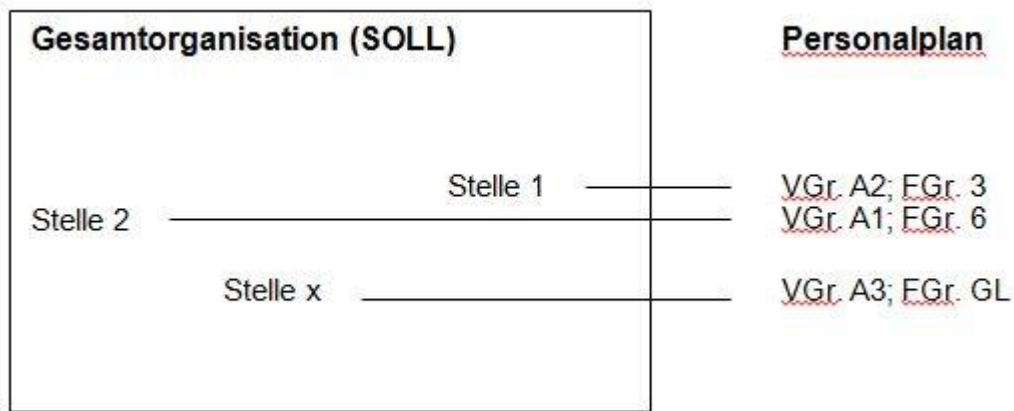 Gesamtorganisation (SOLL)
Personalplan
Stelle 1
VGr. A2; FGr. 3
Stelle 2
VGr. A1; FGr. 6
Stelle x
VGr. A3; FGr. GL